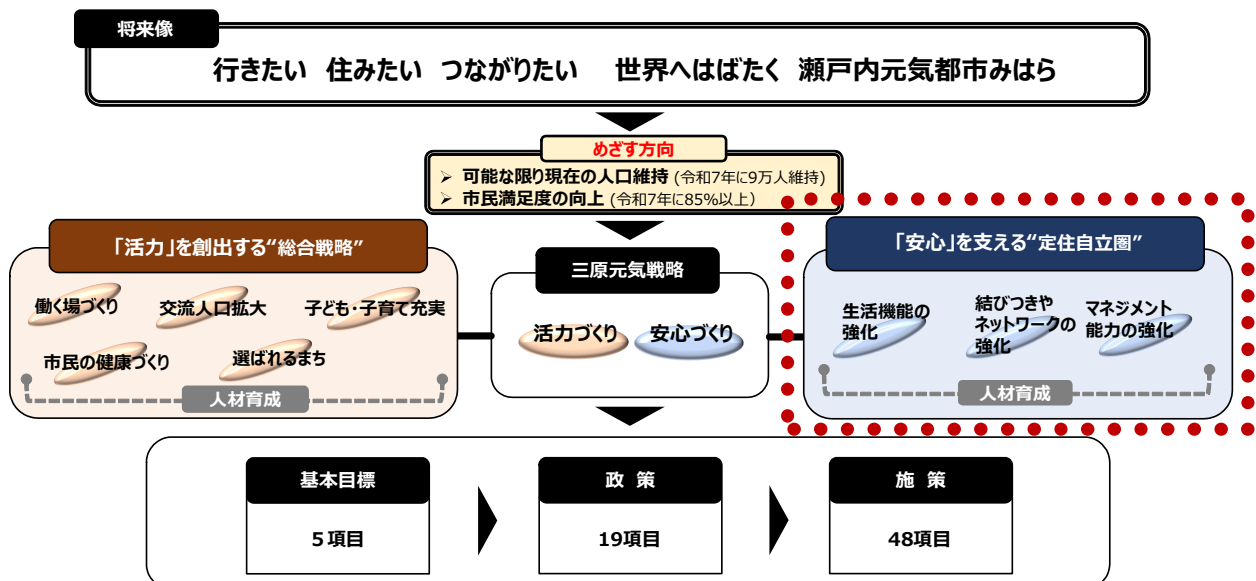 将来像
行きたい 住みたい つながりたい 世界へはばたく 瀬戸内元気都市みはら
めざす方向
➢ 可能な限り現在の人口維持 (令和7年に9万人維持)
➢ 市民満足度の向上 (令和7年に85%以上)
「活力」を創出する“総合戦略”
働く場づくり
交流人口拡大
子ども・子育て充実
市民の健康づくり
選ばれるまち
人材育成
三原元気戦略
活力づくり
安心づくり
「安心」を支える“定住自立圏”
生活機能の
強化
結びつきや
ネットワークの
強化
マネジメント
能力の強化
人材育成
基本目標
5項目
政 策
19項目
施 策
48項目